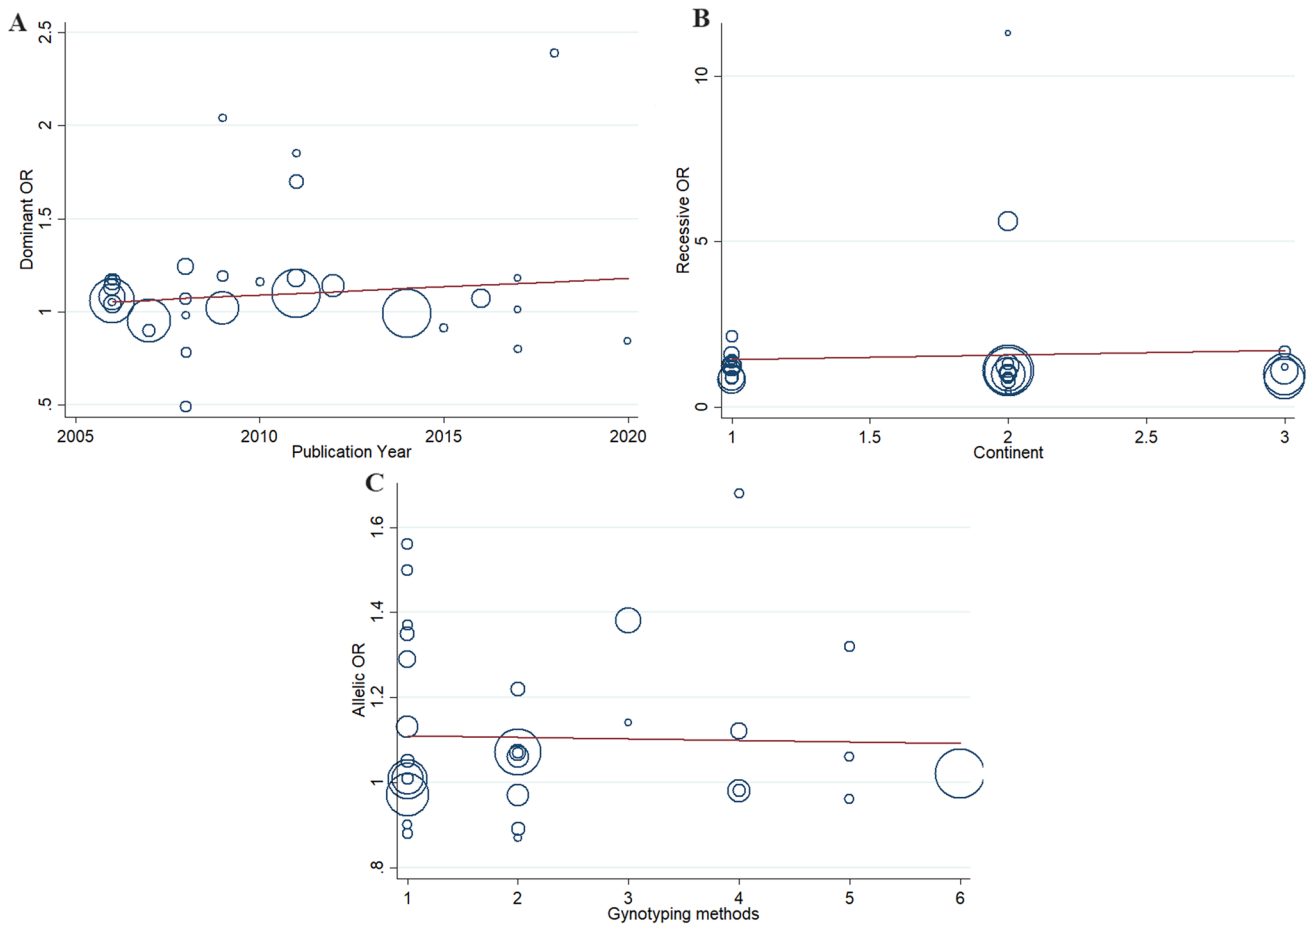 A
2.5
2
1.5
1
.5
Dominant OR
2005 2010 2015 2020
Publication Year
B
10
5
0
Recessive OR
1 1.5 2 2.5 3
Continent
C
1.6
1.4
1.2
1
.8
Allelic OR
1 2 3 4 5 6
Gynotyping methods